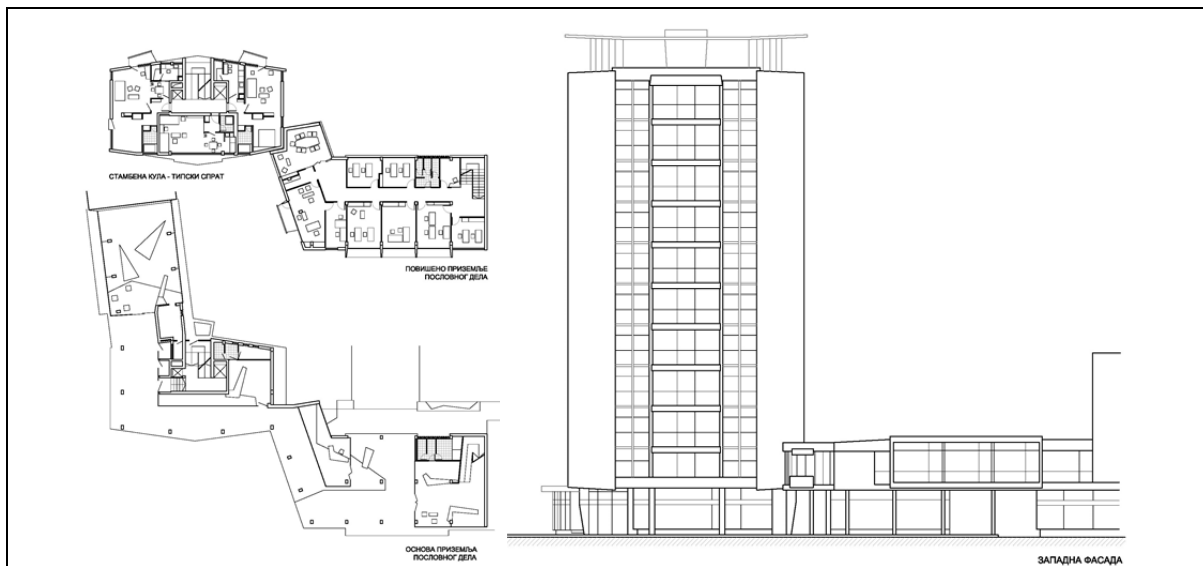 СТАМБЕНА КУЛА - ТИПСКИ СПРАТ
ПОВИШЕНО ПРИЗЕМЉЕ
ПОСЛОВНОГ ДЕЛА
ОСНОВА ПРИЗЕМЉА
ПОСЛОВНОГ ДЕЛА
ЗАПАДНА ФАСАДА